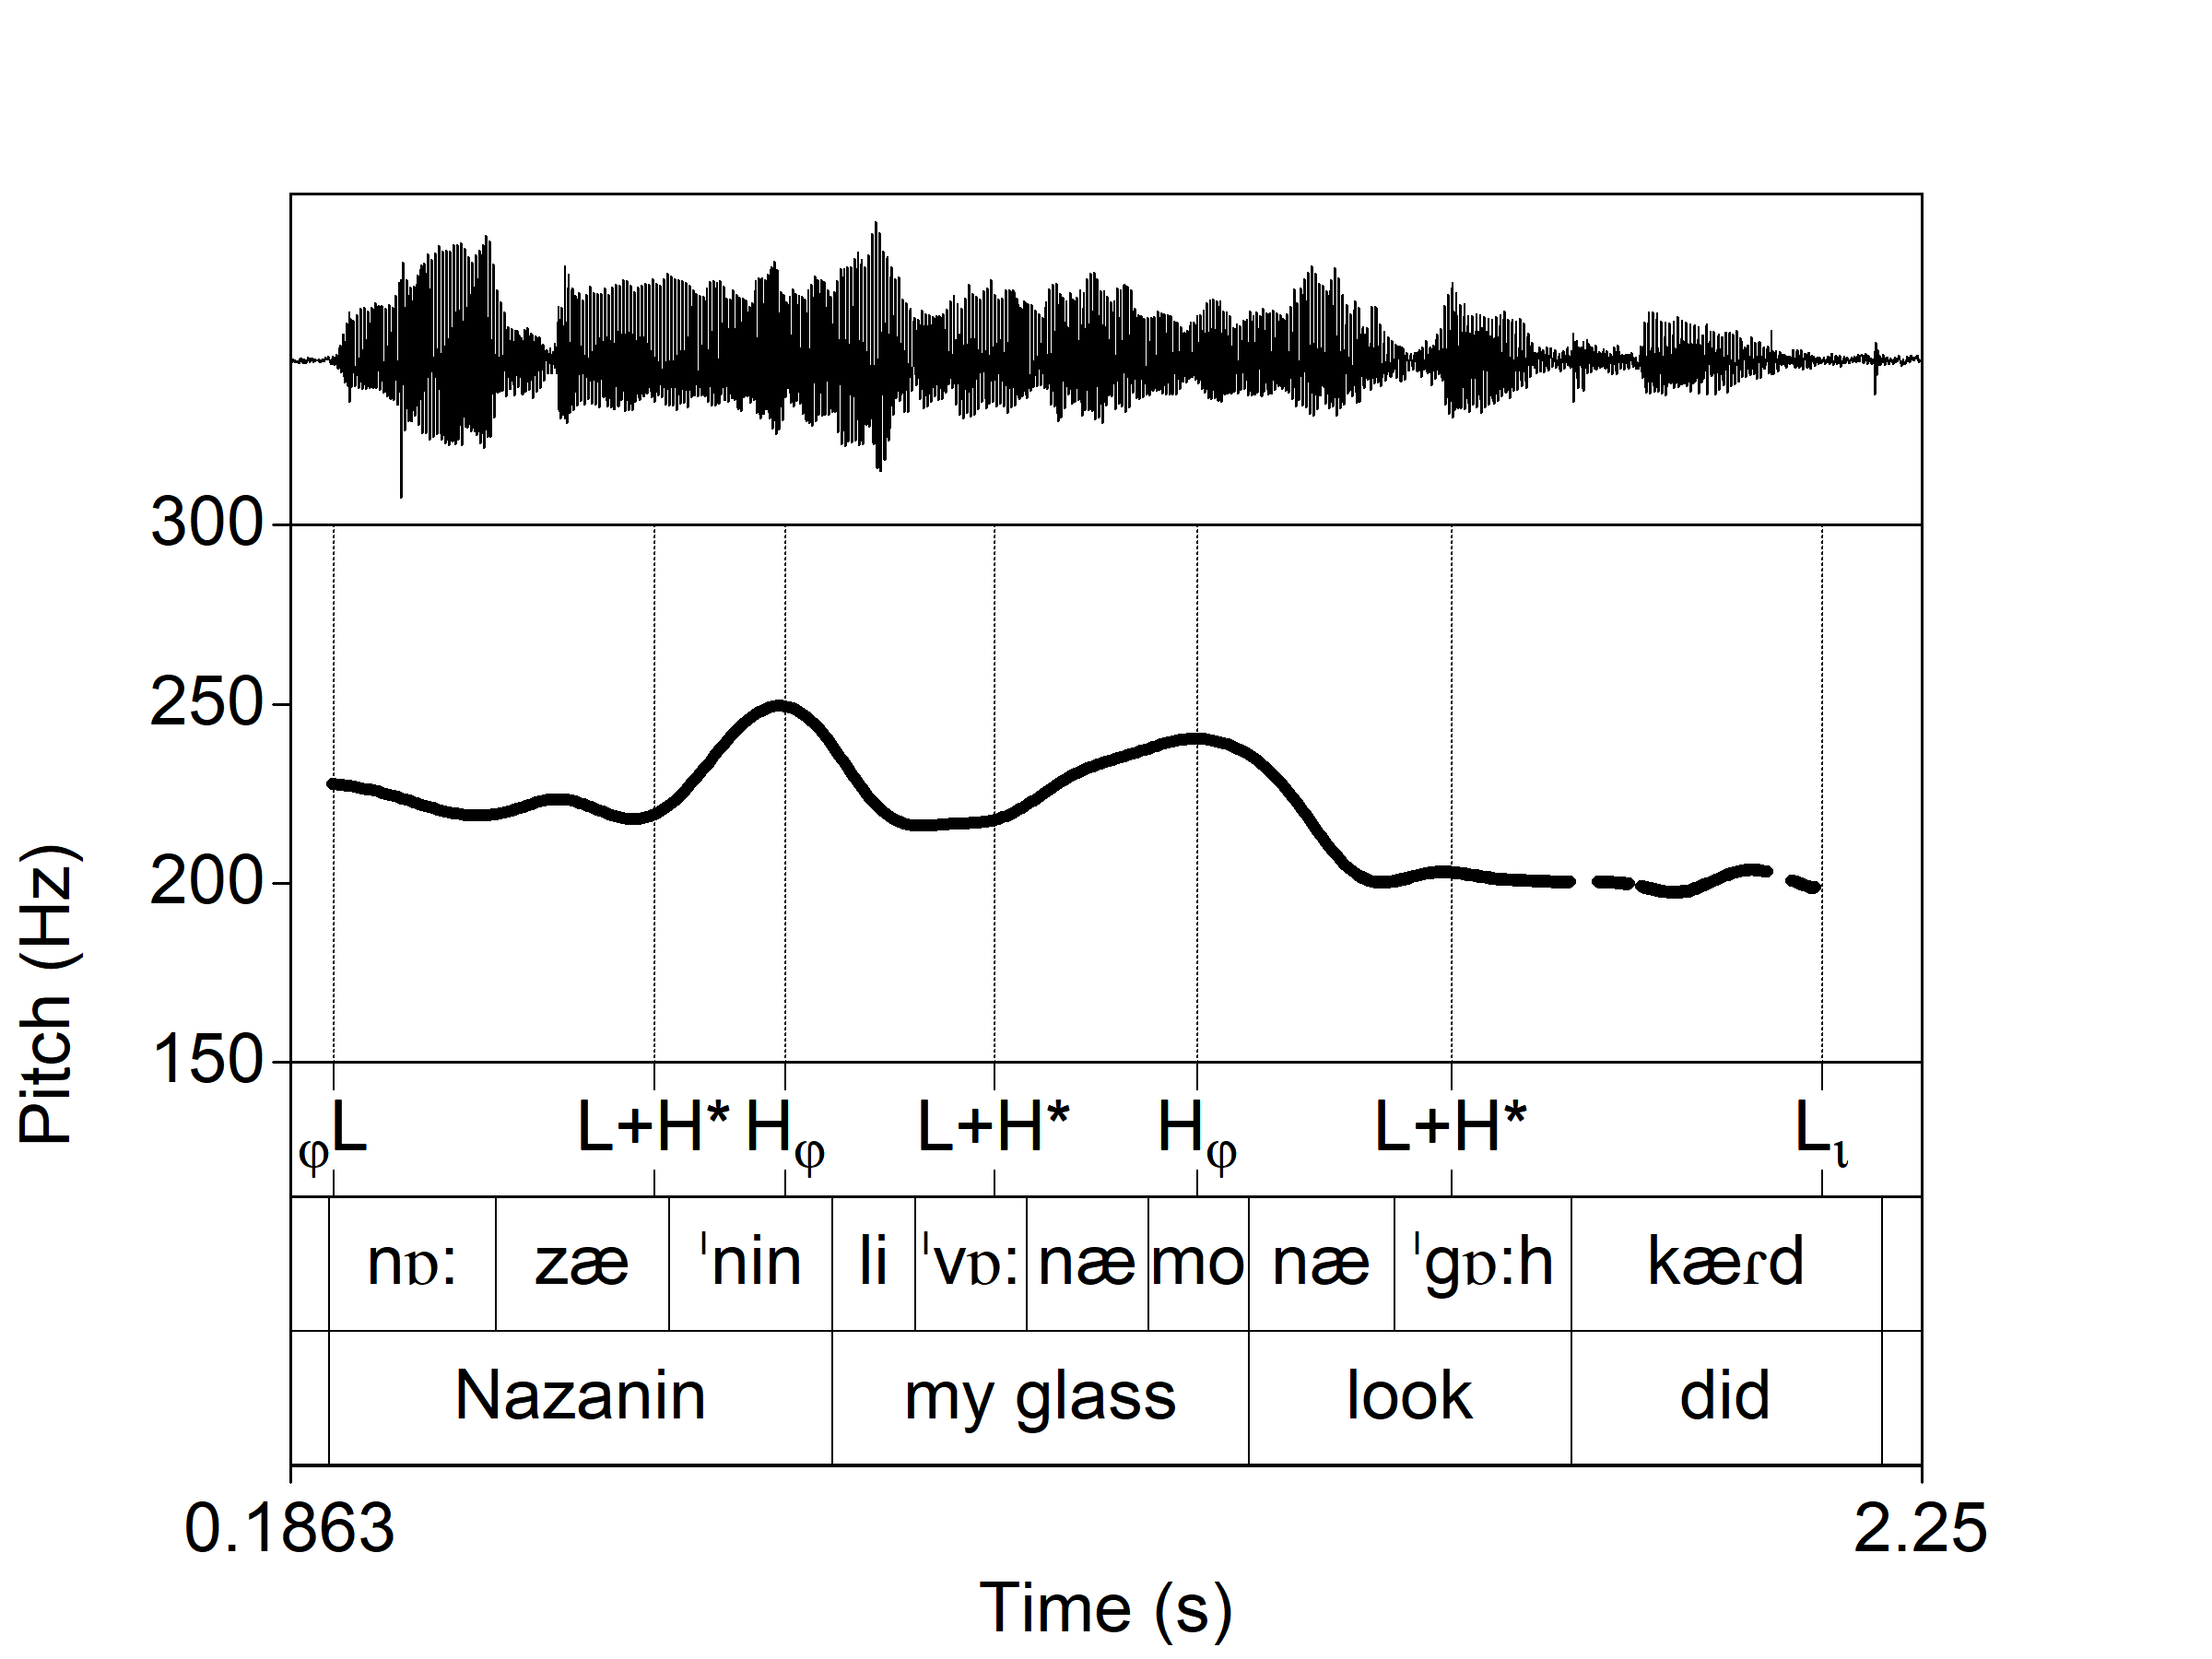 300
250
200
150
Pitch (Hz)
φL L+H* Hφ L+H* Hφ L+H* Lι
nɒ: zæ ˈnin li ˈvɒ: næ mo næ ˈgɒ:h kæɾd
Nazanin my glass look did
0.1863 2.25
Time (s)